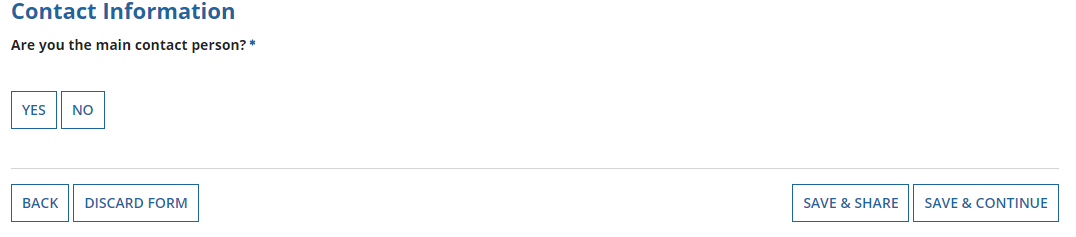 Contact Information
Are you the main contact person? *
YES NO
BACK DISCARD FORM SAVE & SHARE SAVE & CONTINUE